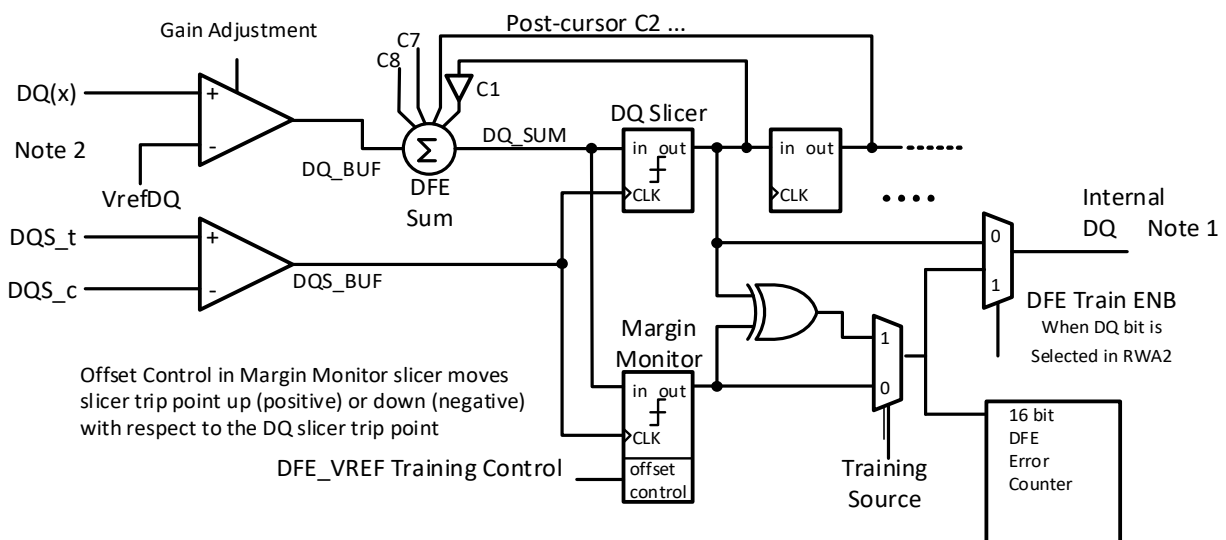 Gain Adjustment
C8
C7
Post-cursor C2 ...
C1
DQ(x)
+
-
Note 2
VrefDQ
DQ_BUF
Σ
DFE
Sum
DQ_SUM
DQ Slicer
in out
CLK
in out
CLK
DQS_t
+
DQS_c
-
DQS_BUF
Internal
DQ
Note 1
0
1
DFE Train ENB
When DQ bit is
Selected in RWA2
Margin
Monitor
in out
CLK
offset
control
1
0
Offset Control in Margin Monitor slicer moves
slicer trip point up (positive) or down (negative)
with respect to the DQ slicer trip point
DFE_VREF Training Control
Training
Source
16 bit
DFE
Error
Counter